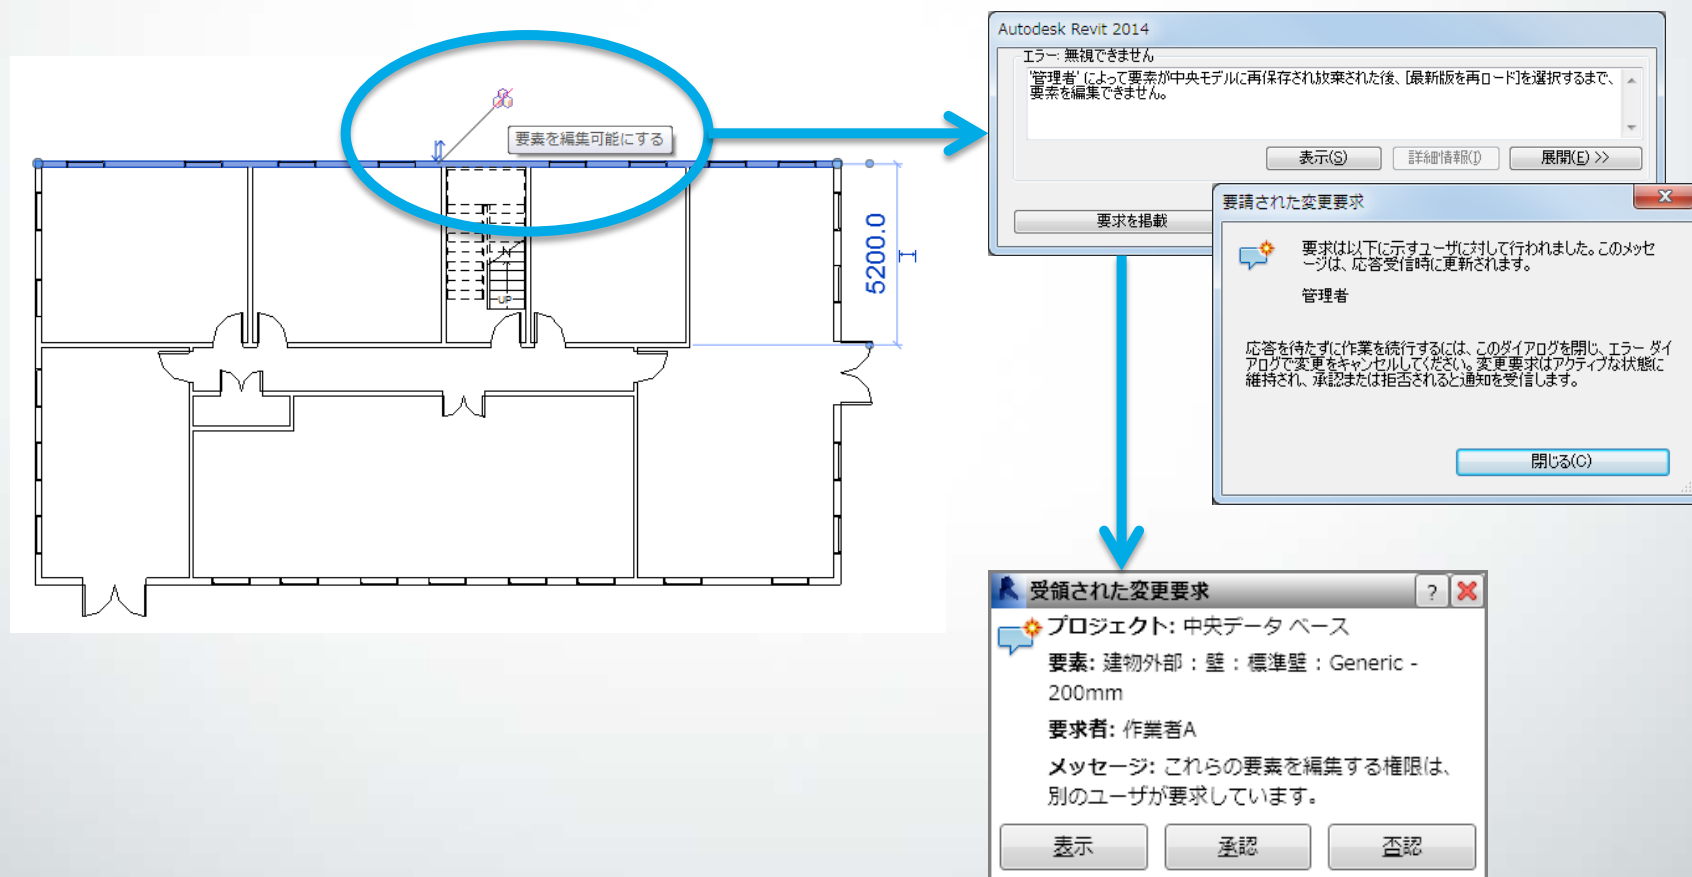 要素を編集可能にする
5200.0
UP
Autodesk Revit 2014
エラー: 無視できません
'管理者' によって要素が中央モデルに再保存され放棄された後、[最新版を再ロード]を選択するまで、
要素を編集できません。
表示(S)
詳細情報(I)
展開(E) >>
要求を掲載
要請された変更要求
要求は以下に示すユーザに対して行われました。このメッセ
ージは、応答受信時に更新されます。
管理者
応答を待たずに作業を続行するには、このダイアログを閉じ、エラー ダイ
アログで変更をキャンセルしてください。変更要求はアクティブな状態に
維持され、承認または拒否されると通知を受信します。
閉じる(C)
受領された変更要求
?
プロジェクト: 中央データ ベース
要素: 建物外部 : 壁 : 標準壁 : Generic -
200mm
要求者: 作業者A
メッセージ: これらの要素を編集する権限は、
別のユーザが要求しています。
表示
承認
否認